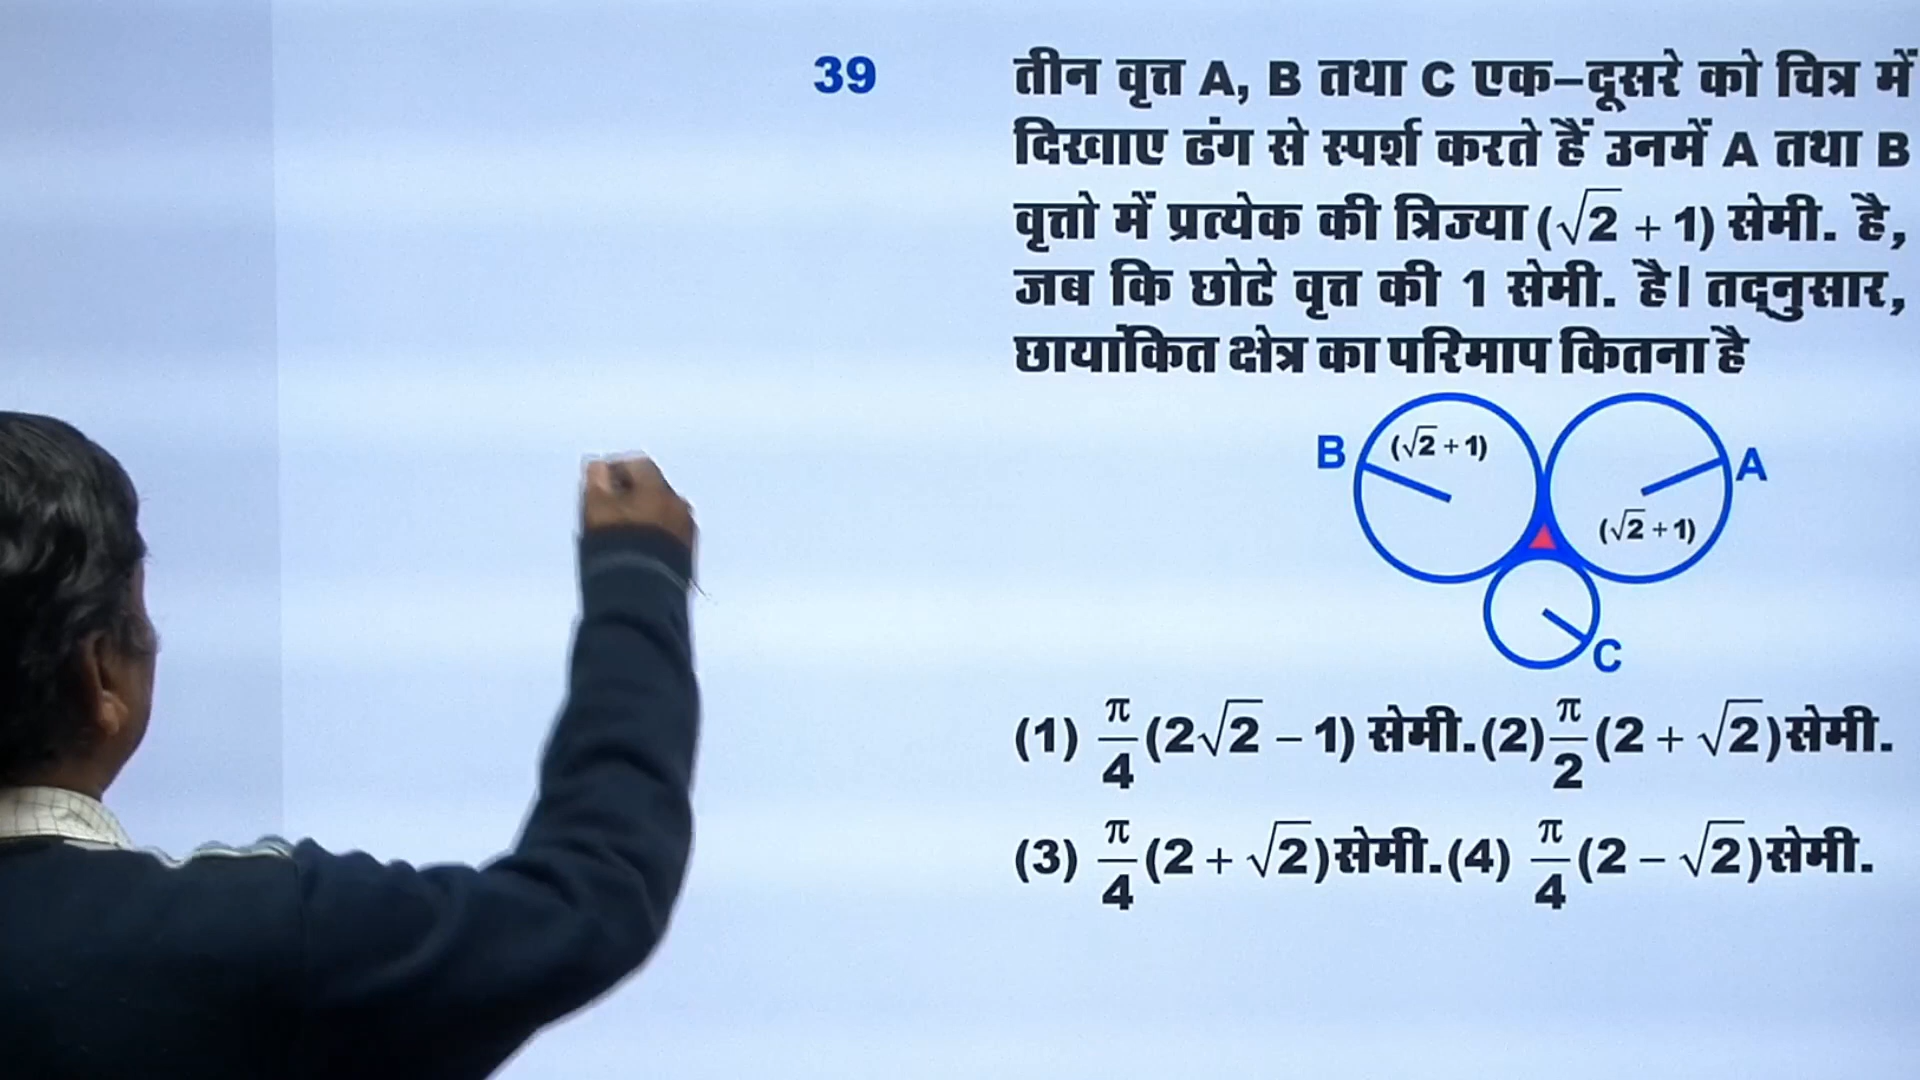 39
तीन वृत्त A, B तथा C एक–दूसरे को चित्र में
दिखाए ढंग से स्पर्श करते हैं उनमें A तथा B
वृत्तो में प्रत्येक की त्रिज्या (√2 + 1) सेमी. है,
जब कि छोटे वृत्त की 1 सेमी. है। तद्नुसार,
छायांकित क्षेत्र का परिमाप कितना है
B (√2 + 1)
A
(√2 + 1)
C
(1) π/4 (2√2 – 1) सेमी. (2) π/2 (2 + √2) सेमी.
(3) π/4 (2 + √2) सेमी. (4) π/4 (2 – √2) सेमी.